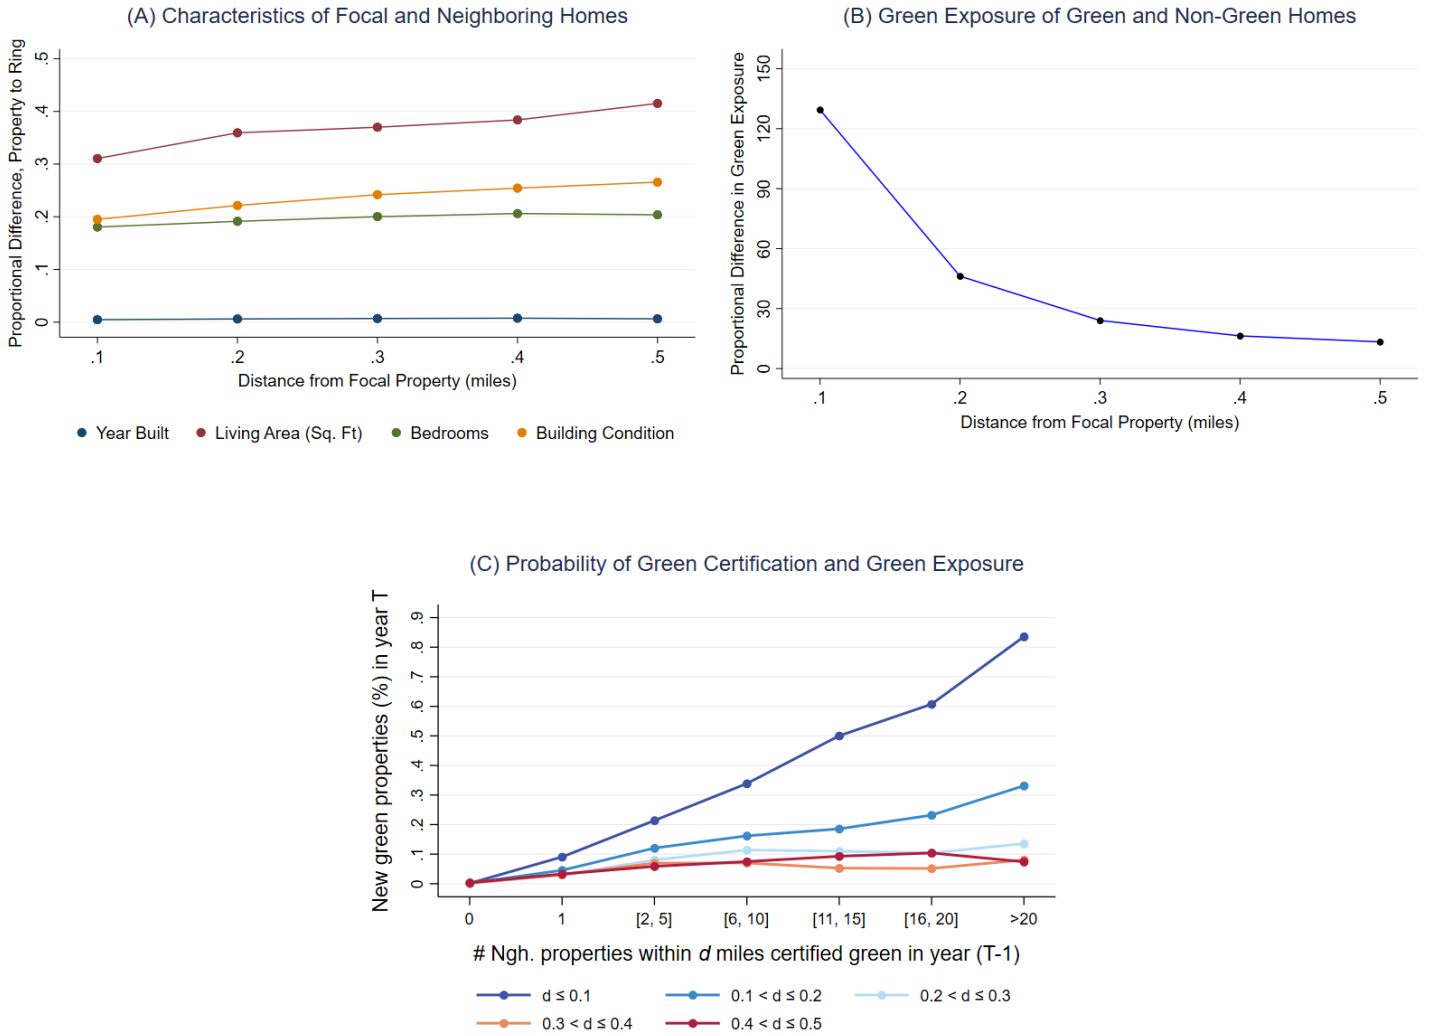 (A) Characteristics of Focal and Neighboring Homes
Proportional Difference, Property to Ring
.5
.4
.3
.2
.1
0
.1 .2 .3 .4 .5
Distance from Focal Property (miles)
Year Built Living Area (Sq. Ft) Bedrooms Building Condition
(B) Green Exposure of Green and Non-Green Homes
Proportional Difference in Green Exposure
150
120
90
60
30
0
.1 .2 .3 .4 .5
Distance from Focal Property (miles)
(C) Probability of Green Certification and Green Exposure
New green properties (%) in year T
.9
.8
.7
.6
.5
.4
.3
.2
.1
0
0 1 [2, 5] [6, 10] [11, 15] [16, 20] >20
# Ngh. properties within d miles certified green in year (T-1)
d ≤ 0.1 0.1 < d ≤ 0.2 0.2 < d ≤ 0.3
0.3 < d ≤ 0.4 0.4 < d ≤ 0.5